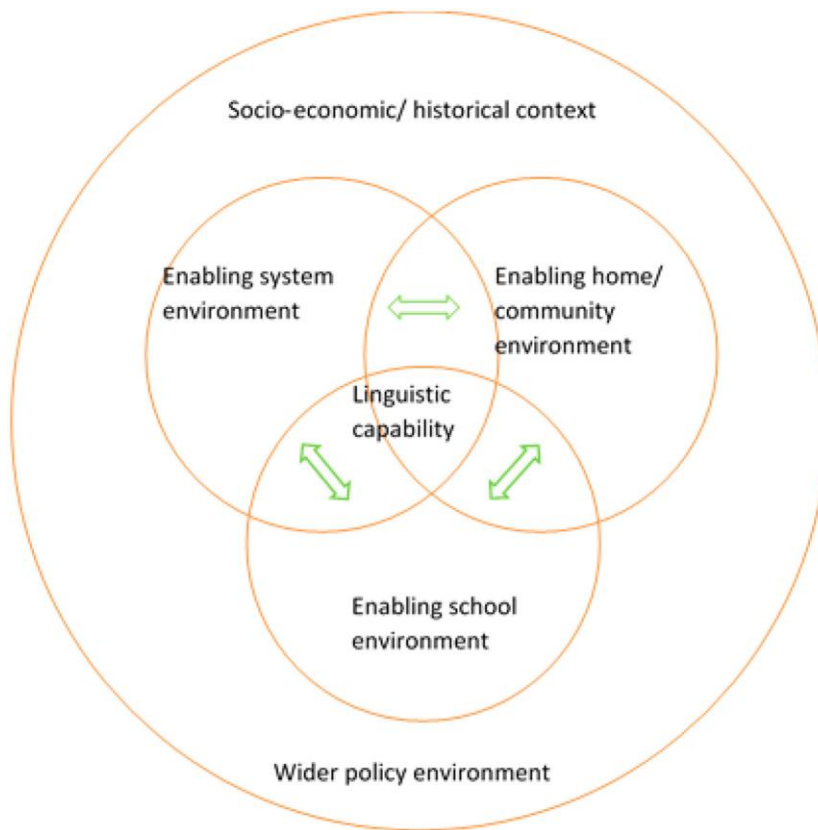 Socio-economic/ historical context
Enabling system
environment
Enabling home/
community
environment
Linguistic
capability
Enabling school
environment
Wider policy environment